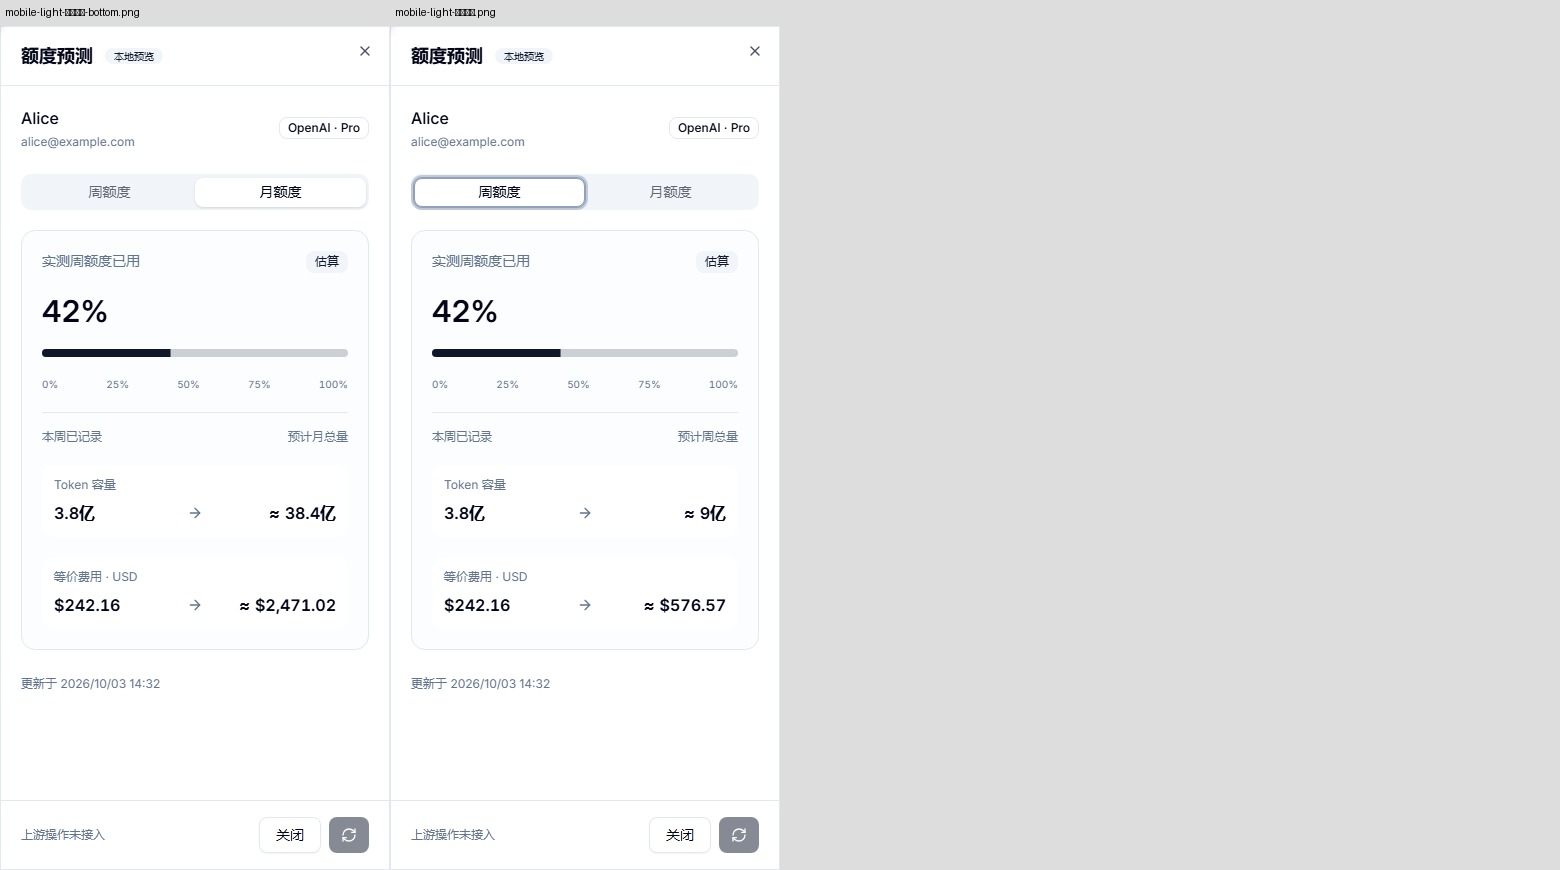 mobile-light-
-bottom.png
额度预测 本地预览
Alice
alice@example.com
OpenAI · Pro
周额度 月额度
实测周额度已用 估算
42%
0% 25% 50% 75% 100%
本周已记录 预计月总量
Token 容量
3.8亿 → ≈ 38.4亿
等价费用 · USD
$242.16 → ≈ $2,471.02
更新于 2026/10/03 14:32
上游操作未接入 关闭
mobile-light-
.png
额度预测 本地预览
Alice
alice@example.com
OpenAI · Pro
周额度 月额度
实测周额度已用 估算
42%
0% 25% 50% 75% 100%
本周已记录 预计周总量
Token 容量
3.8亿 → ≈ 9亿
等价费用 · USD
$242.16 → ≈ $576.57
更新于 2026/10/03 14:32
上游操作未接入 关闭